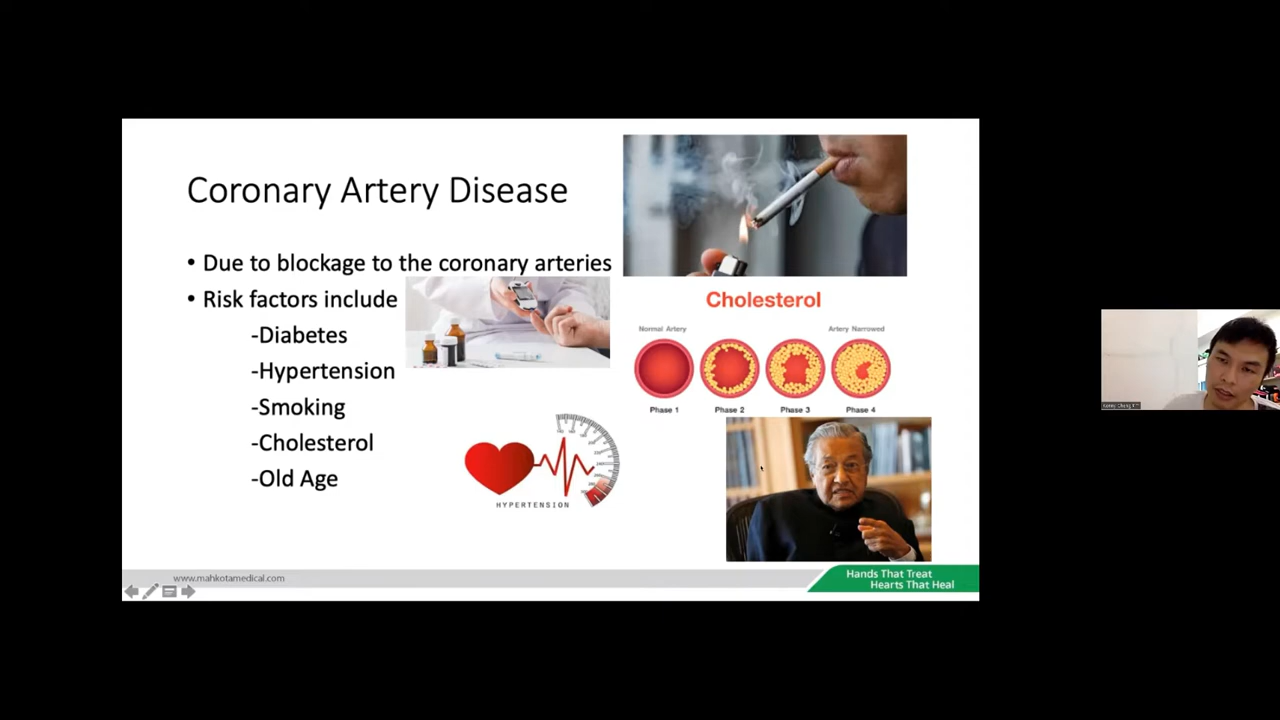 Coronary Artery Disease
• Due to blockage to the coronary arteries
• Risk factors include
-Diabetes
-Hypertension
-Smoking
-Cholesterol
-Old Age
HYPERTENSION
Cholesterol
Normal Artery
Artery Narrowed
Phase 1
Phase 2
Phase 3
Phase 4
www.mahkotamedical.com
Hands That Treat
Hearts That Heal